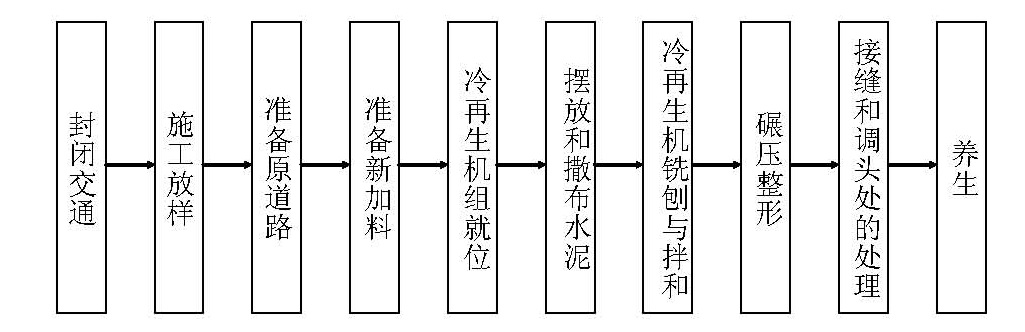 封闭交通
施工放样
准备原道路
准备新加料
冷再生机组就位
摆放和撒布水泥
冷再生机铣刨与拌和
碾压整形
接缝和调头处的处理
养生